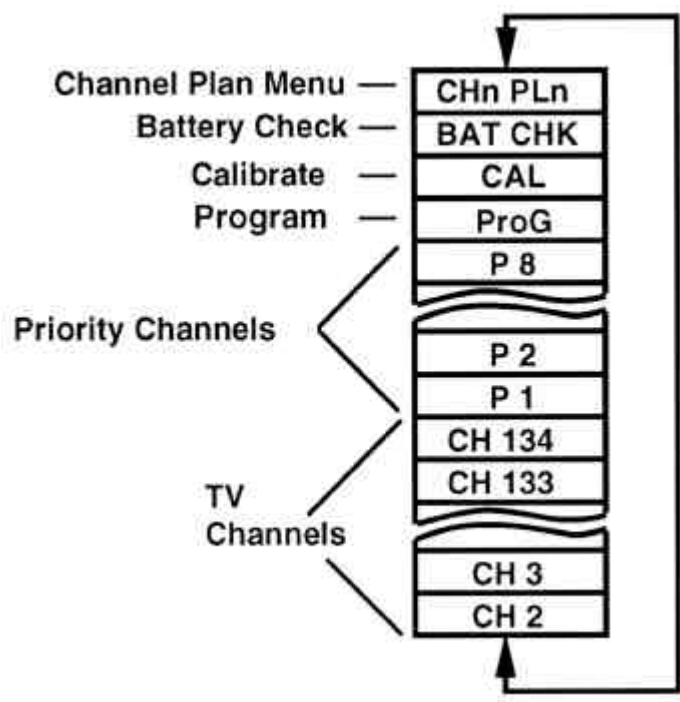 Channel Plan Menu — CHn PLn
Battery Check — BAT CHK
Calibrate — CAL
Program — ProG
P 8
Priority Channels
P 2
P 1
CH 134
CH 133
TV
Channels
CH 3
CH 2